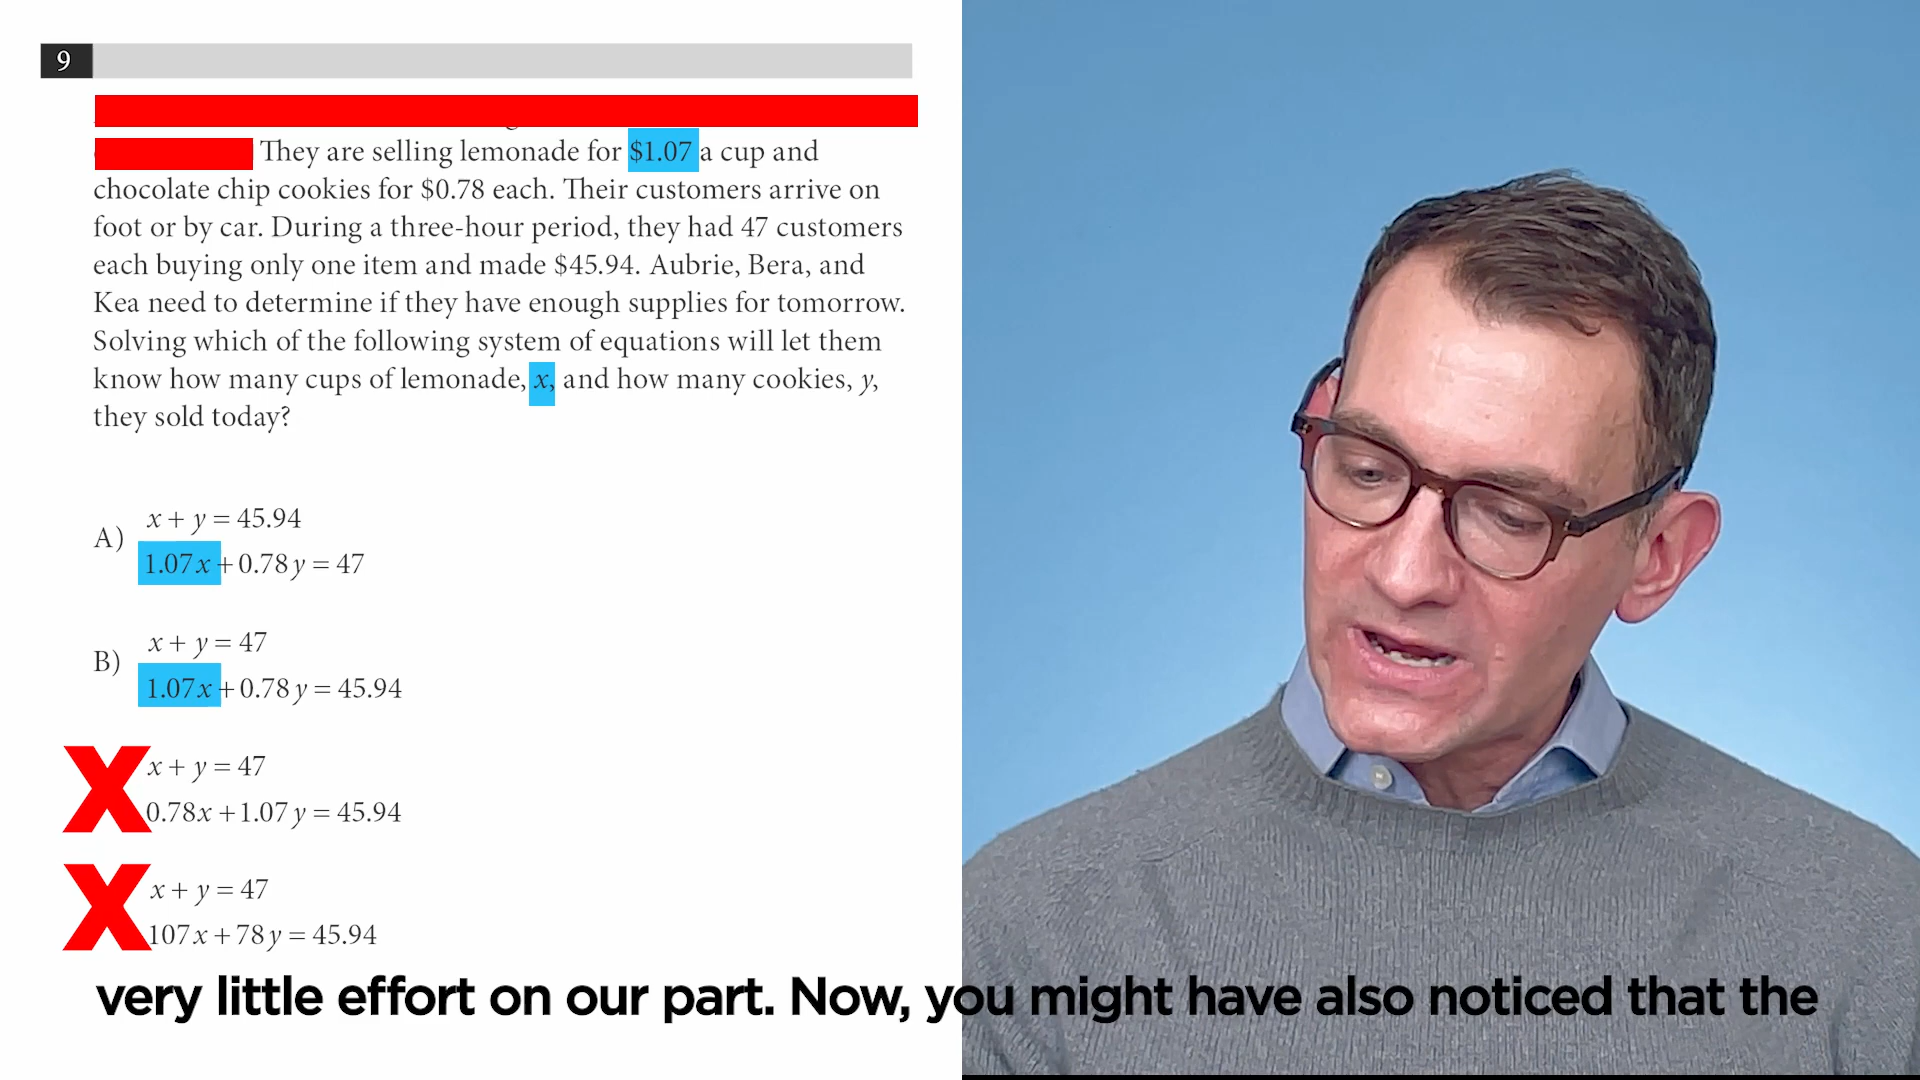 9
They are selling lemonade for $1.07 a cup and
chocolate chip cookies for $0.78 each. Their customers arrive on
foot or by car. During a three-hour period, they had 47 customers
each buying only one item and made $45.94. Aubrie, Bera, and
Kea need to determine if they have enough supplies for tomorrow.
Solving which of the following system of equations will let them
know how many cups of lemonade, x, and how many cookies, y,
they sold today?
A)
x + y = 45.94
1.07x + 0.78y = 47
B)
x + y = 47
1.07x + 0.78y = 45.94
X
x + y = 47
0.78x + 1.07y = 45.94
X
x + y = 47
107x + 78y = 45.94
very little effort on our part. Now, you might have also noticed that the